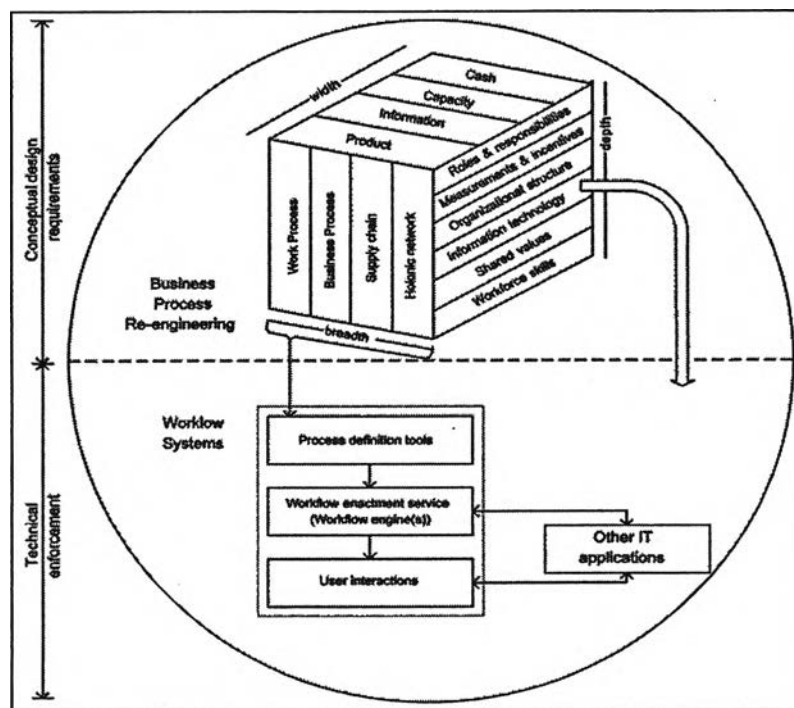 Conceptual design
requirements
width
Cash
Capacity
Information
Product
Roles & responsibilities
Measurements & incentives
Organizational structure
Information technology
Shared values
Workforce skills
depth
Work Process
Business Process
Supply chain
Holonic network
breadth
Business
Process
Re-engineering
Technical
enforcement
Worklow
Systems
Process definition tools
Workflow enactment service
(Workflow engine(s))
User interactions
Other IT
applications